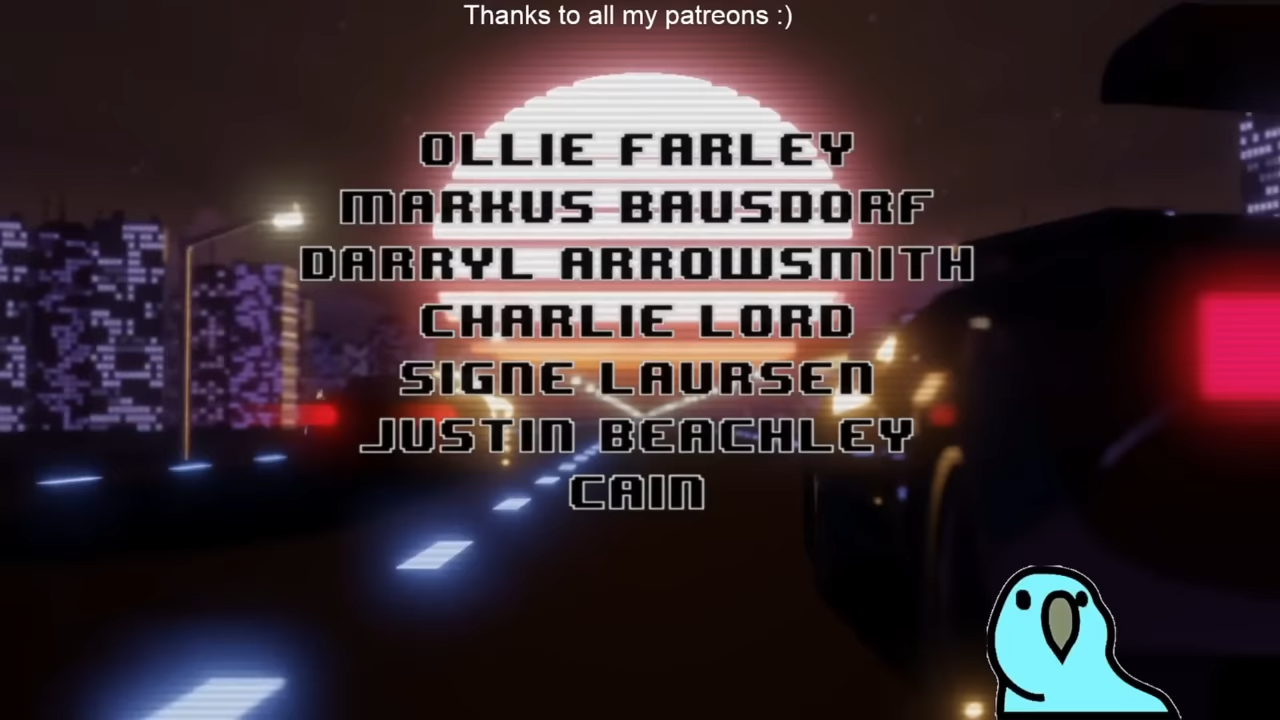 Thanks to all my patreons :)
OLLIE FARLEY
MARKUS BAUSDORF
DARRYL ARROWSMITH
CHARLIE LORD
SIGNE LAURSEN
JUSTIN BEACHLEY
CAIN